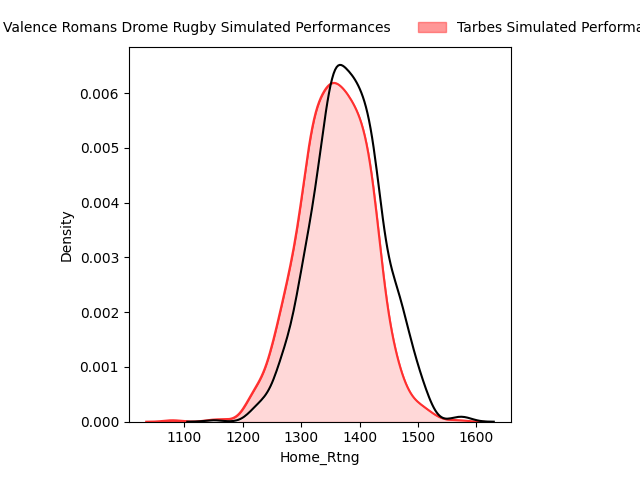 Valence Romans Drome Rugby Simulated Performances
Tarbes Simulated Performa
0.006
0.005
0.004
0.003
0.002
0.001
0.000
Density
1100 1200 1300 1400 1500 1600
Home_Rtng